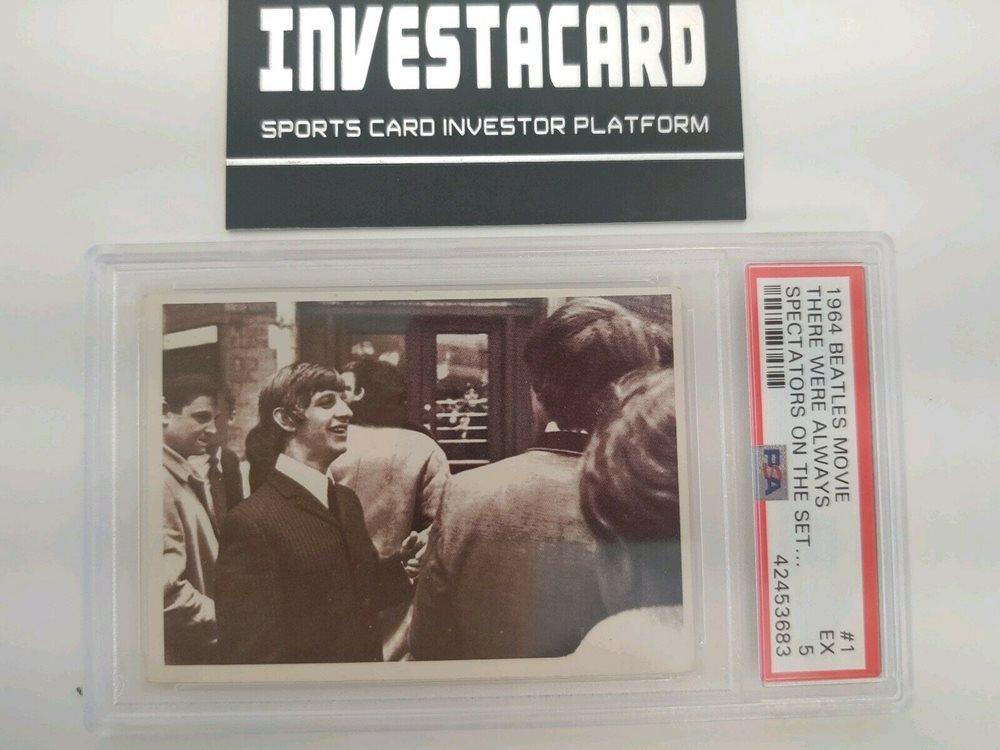 INVESTACARD
SPORTS CARD INVESTOR PLATFORM
1964 BEATLES MOVIE #1
THERE WERE ALWAYS EX
SPECTATORS ON THE SET... 5
PSA 42453683